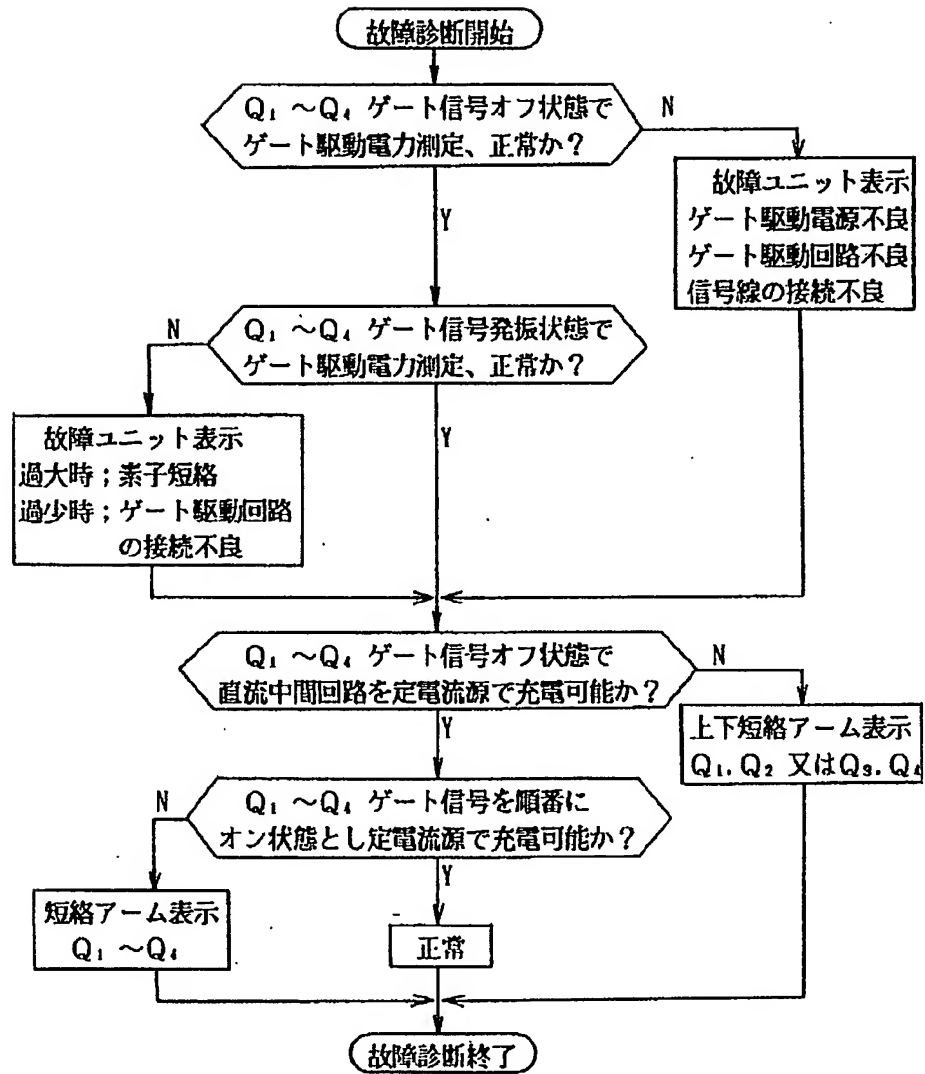 故障診断開始
Q₁ ～Q₄ ゲート信号オフ状態で
ゲート駆動電力測定、正常か？
N
Y
故障ユニット表示
ゲート駆動電源不良
ゲート駆動回路不良
信号線の接続不良
Q₁ ～Q₄ ゲート信号発振状態で
ゲート駆動電力測定、正常か？
N
Y
故障ユニット表示
過大時；素子短絡
過少時；ゲート駆動回路
の接続不良
Q₁ ～Q₄ ゲート信号オフ状態で
直流中間回路を定電流源で充電可能か？
N
Y
上下短絡アーム表示
Q₁.Q₂ 又はQ₃.Q₄
Q₁ ～Q₄ ゲート信号を順番に
オン状態とし定電流源で充電可能か？
N
Y
短絡アーム表示
Q₁ ～Q₄
正常
故障診断終了